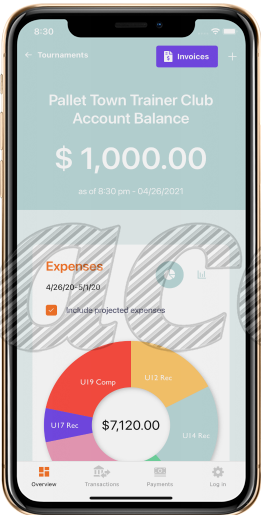 8:30
← Tournaments
Invoices
+
Pallet Town Trainer Club
Account Balance
$ 1,000.00
as of 8:30 pm - 04/26/2021
Expenses
4/26/20-5/1/20
Include projected expenses
U19 Comp
U12 Rec
U17 Rec
$7,120.00
U14 Rec
Overview
Transactions
Payments
Log in